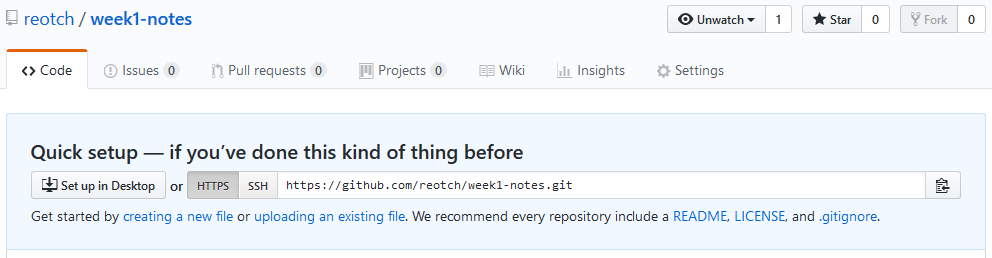 reotch / week1-notes
Unwatch 1 Star 0 Fork 0
Code Issues 0 Pull requests 0 Projects 0 Wiki Insights Settings
Quick setup — if you’ve done this kind of thing before
Set up in Desktop or HTTPS SSH https://github.com/reotch/week1-notes.git
Get started by creating a new file or uploading an existing file. We recommend every repository include a README, LICENSE, and .gitignore.